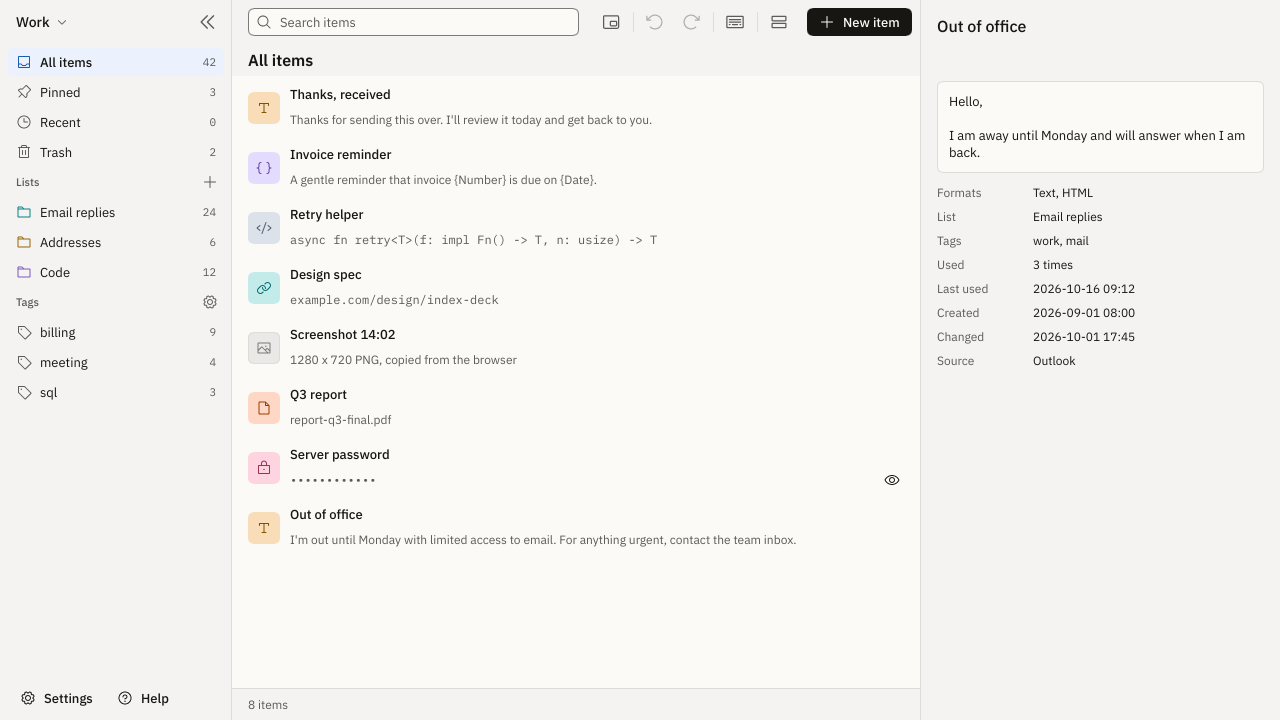 Work
All items 42
Pinned 3
Recent 0
Trash 2
Lists
Email replies 24
Addresses 6
Code 12
Tags
billing 9
meeting 4
sql 3
Settings Help
Search items
New item
All items
T
Thanks, received
Thanks for sending this over. I'll review it today and get back to you.
{ }
Invoice reminder
A gentle reminder that invoice {Number} is due on {Date}.
</>
Retry helper
async fn retry<T>(f: impl Fn() -> T, n: usize) -> T
Design spec
example.com/design/index-deck
Screenshot 14:02
1280 x 720 PNG, copied from the browser
Q3 report
report-q3-final.pdf
Server password
••••••••••••
T
Out of office
I'm out until Monday with limited access to email. For anything urgent, contact the team inbox.
8 items
Out of office
Hello,
I am away until Monday and will answer when I am
back.
Formats Text, HTML
List Email replies
Tags work, mail
Used 3 times
Last used 2026-10-16 09:12
Created 2026-09-01 08:00
Changed 2026-10-01 17:45
Source Outlook